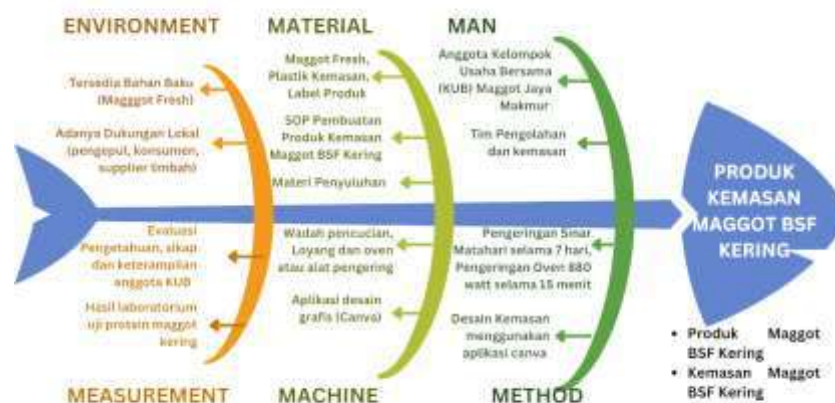 ENVIRONMENT
Tersedia Bahan Baku
(Magggot Fresh)
Adanya Dukungan Lokal
(pengepul, konsumen,
supplier limbah)
MATERIAL
Maggot Fresh,
Plastik Kemasan,
Label Produk
SOP Pembuatan
Produk Kemasan
Maggot BSF Kering
Materi Penyuluhan
MAN
Anggota Kelompok
Usaha Bersama
(KUB) Maggot Jaya
Makmur
Tim Pengolahan
dan kemasan
PRODUK
KEMASAN
MAGGOT BSF
KERING
Evaluasi
Pengetahuan, sikap
dan keterampilan
anggota KUB
Hasil laboratorium
uji protein maggot
kering
MEASUREMENT
Wadah pencucian,
Loyang dan oven
atau alat pengering
Aplikasi desain
grafis (Canva)
MACHINE
Pengeringan Sinar
Matahari selama 7 hari,
Pengeringan Oven 880
watt selama 15 menit
Desain Kemasan
menggunakan
aplikasi canva
METHOD
• Produk Maggot
BSF Kering
• Kemasan Maggot
BSF Kering